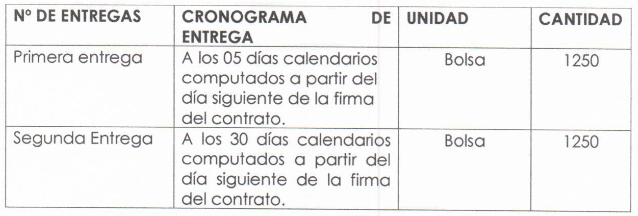 Nº DE ENTREGAS CRONOGRAMA DE UNIDAD CANTIDAD
ENTREGA
Primera entrega A los 05 días calendarios Bolsa 1250
computados a partir del
día siguiente de la firma
del contrato.
Segunda Entrega A los 30 días calendarios Bolsa 1250
computados a partir del
día siguiente de la firma
del contrato.